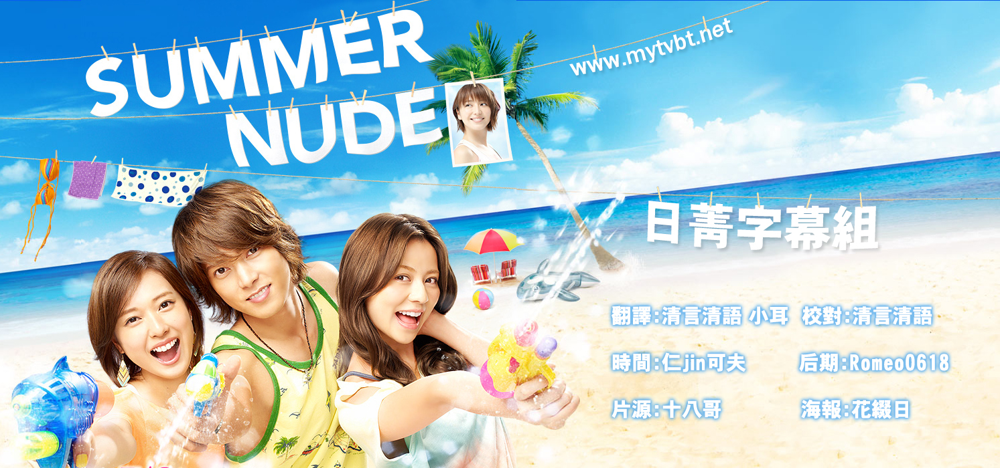 SUMMER
NUDE
www.mytvbt.net
日菁字幕組
翻譯:清言清語 小耳 校對:清言清語
時間:仁jin可夫 后期:Romeo0618
片源:十八哥 海報:花綴日